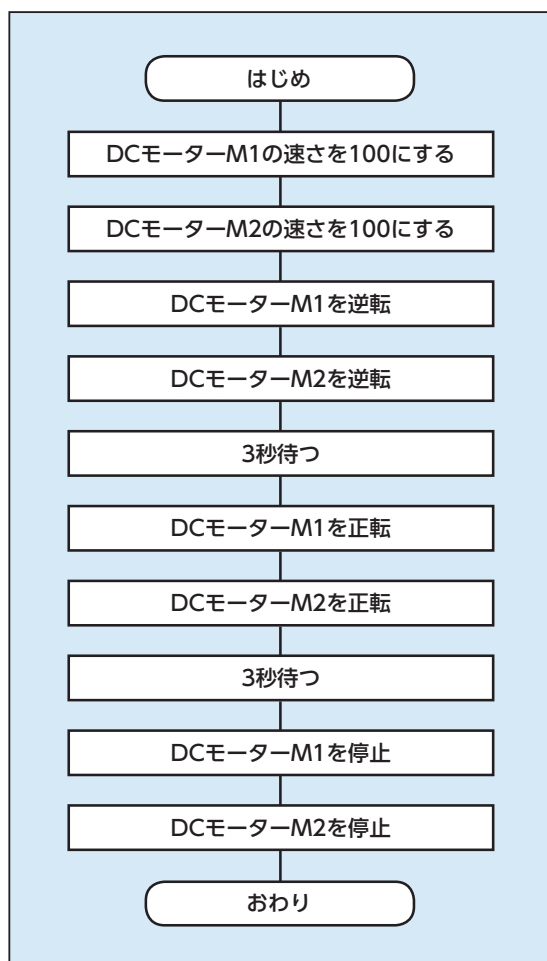 はじめ
DCモーターM1の速さを100にする
DCモーターM2の速さを100にする
DCモーターM1を逆転
DCモーターM2を逆転
3秒待つ
DCモーターM1を正転
DCモーターM2を正転
3秒待つ
DCモーターM1を停止
DCモーターM2を停止
おわり